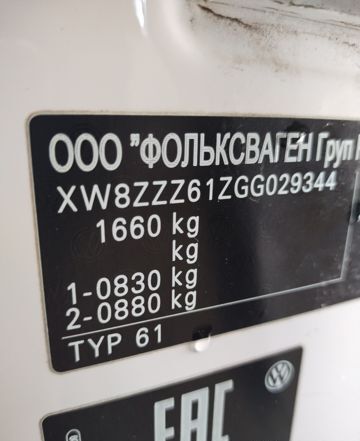 ООО "ФОЛЬКСВАГЕН Груп
XW8ZZZ61ZGG029344
1660 kg
kg
1-0830 kg
2-0880 kg
TYP 61
EAC